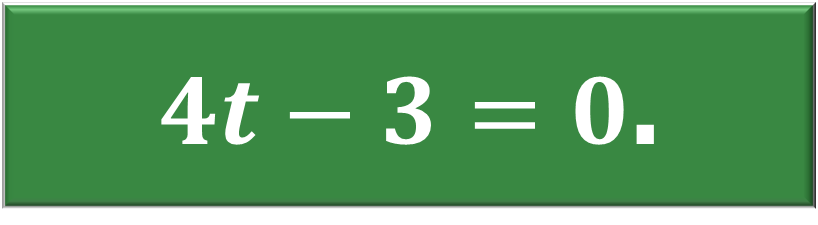 4t − 3 = 0.